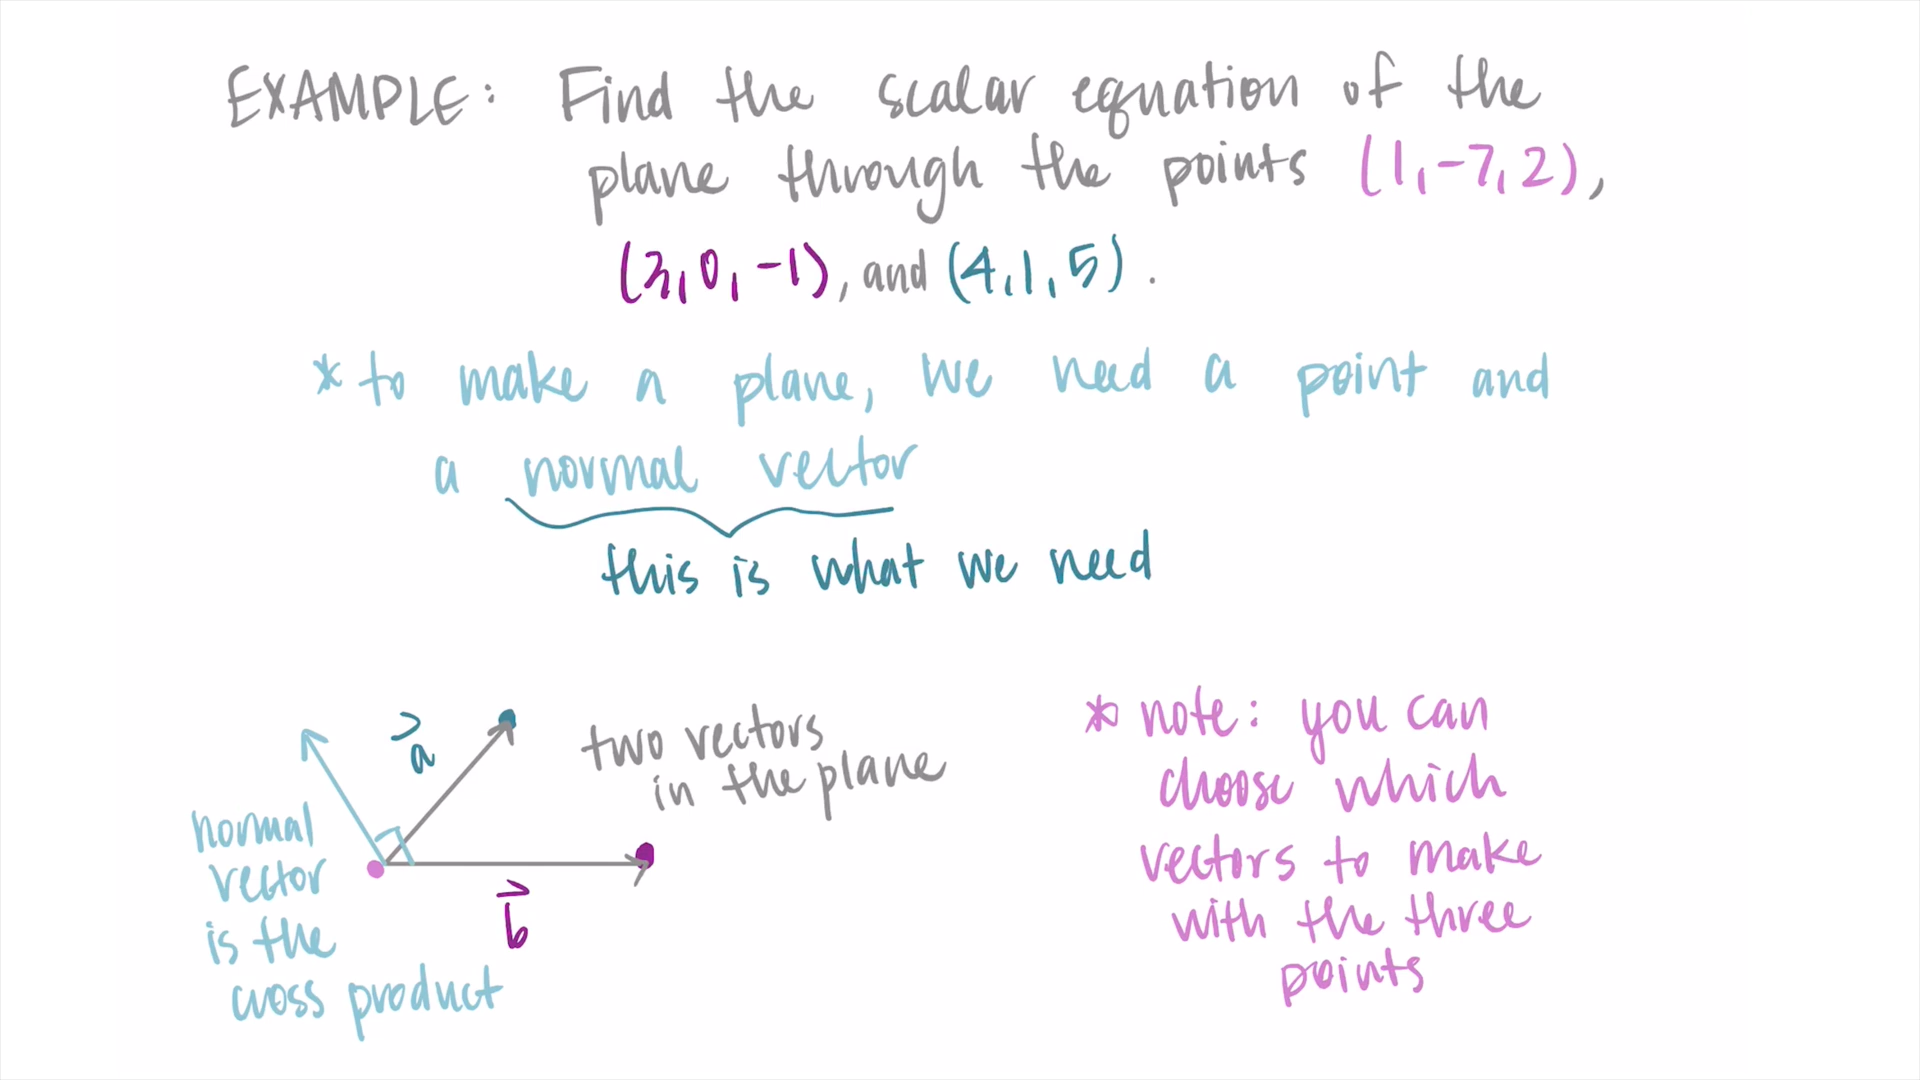 EXAMPLE: Find the scalar equation of the
plane through the points (1,-7,2),
(3,0,-1), and (4,1,5).
* to make a plane, we need a point and
a normal vector
this is what we need
a
two vectors
in the plane
b
normal
vector
is the
cross product
* note: you can
choose which
vectors to make
with the three
points